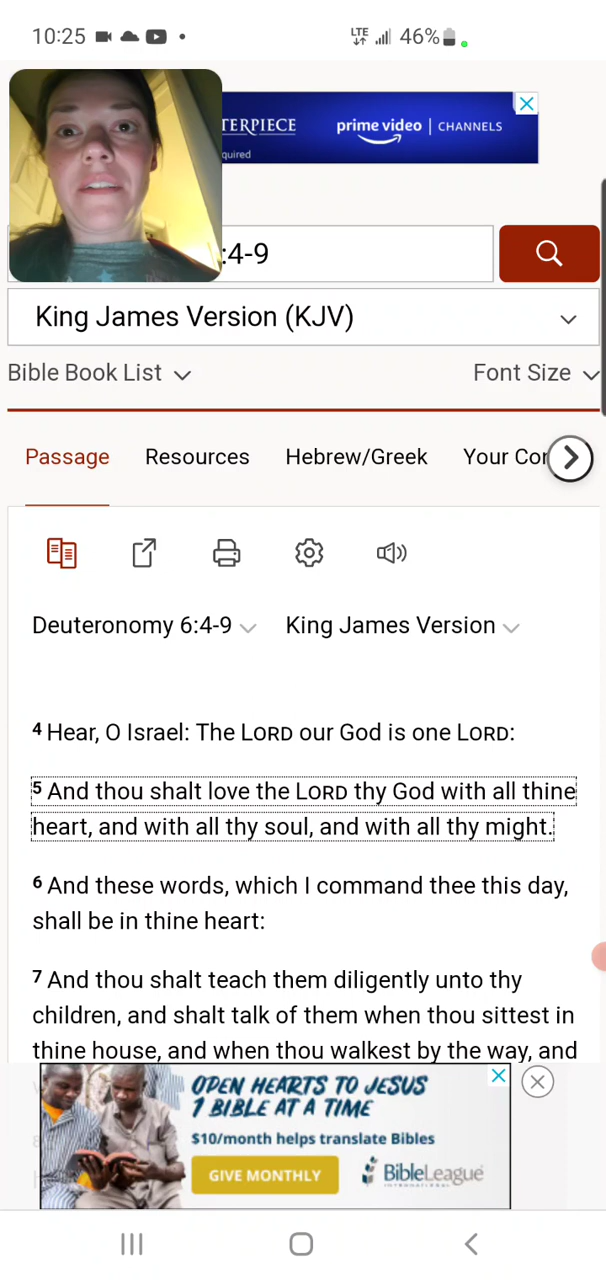 10:25
LTE
46%
TERPIECE
prime video | CHANNELS
quired
:4-9
King James Version (KJV)
Bible Book List
Font Size
Passage
Resources
Hebrew/Greek
Your Cor
Deuteronomy 6:4-9
King James Version
4 Hear, O Israel: The LORD our God is one LORD:
5 And thou shalt love the LORD thy God with all thine
heart, and with all thy soul, and with all thy might.
6 And these words, which I command thee this day,
shall be in thine heart:
7 And thou shalt teach them diligently unto thy
children, and shalt talk of them when thou sittest in
thine house, and when thou walkest by the way, and
OPEN HEARTS TO JESUS
1 BIBLE AT A TIME
$10/month helps translate Bibles
GIVE MONTHLY
BibleLeague
INTERNATIONAL